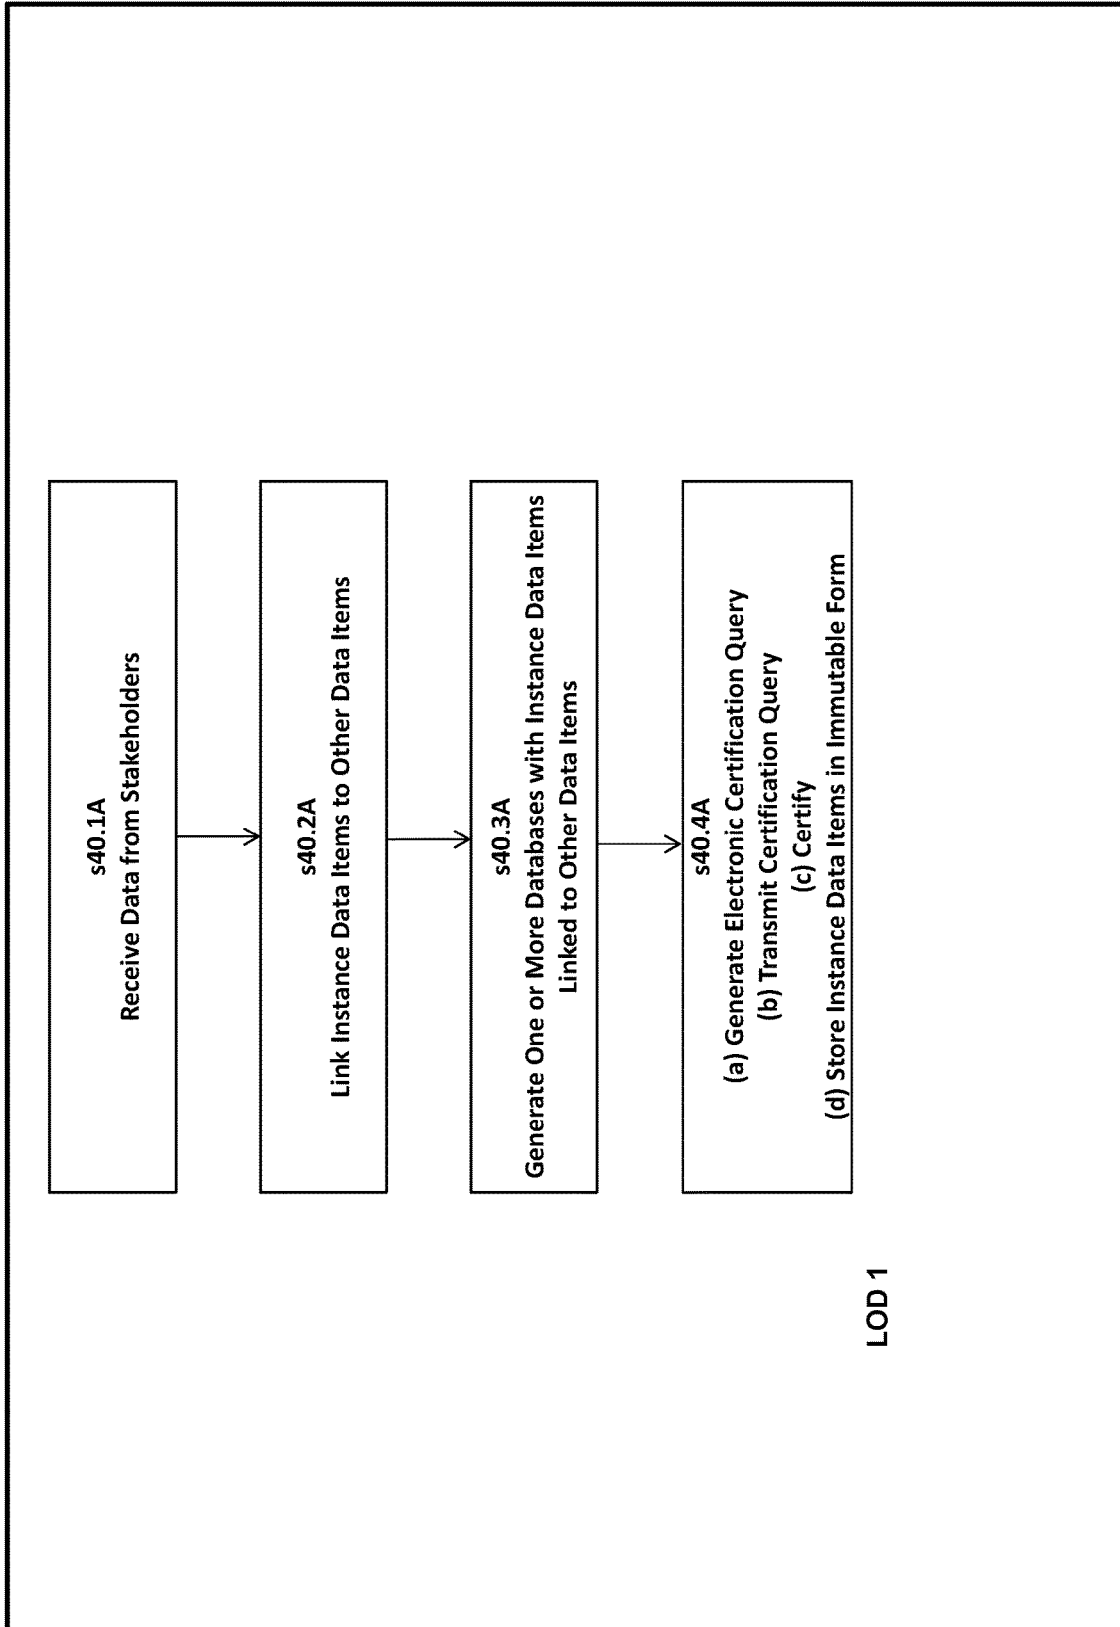 s40.1A
Receive Data from Stakeholders
s40.2A
Link Instance Data Items to Other Data Items
s40.3A
Generate One or More Databases with Instance Data Items
Linked to Other Data Items
s40.4A
(a) Generate Electronic Certification Query
(b) Transmit Certification Query
(c) Certify
(d) Store Instance Data Items in Immutable Form
LOD 1